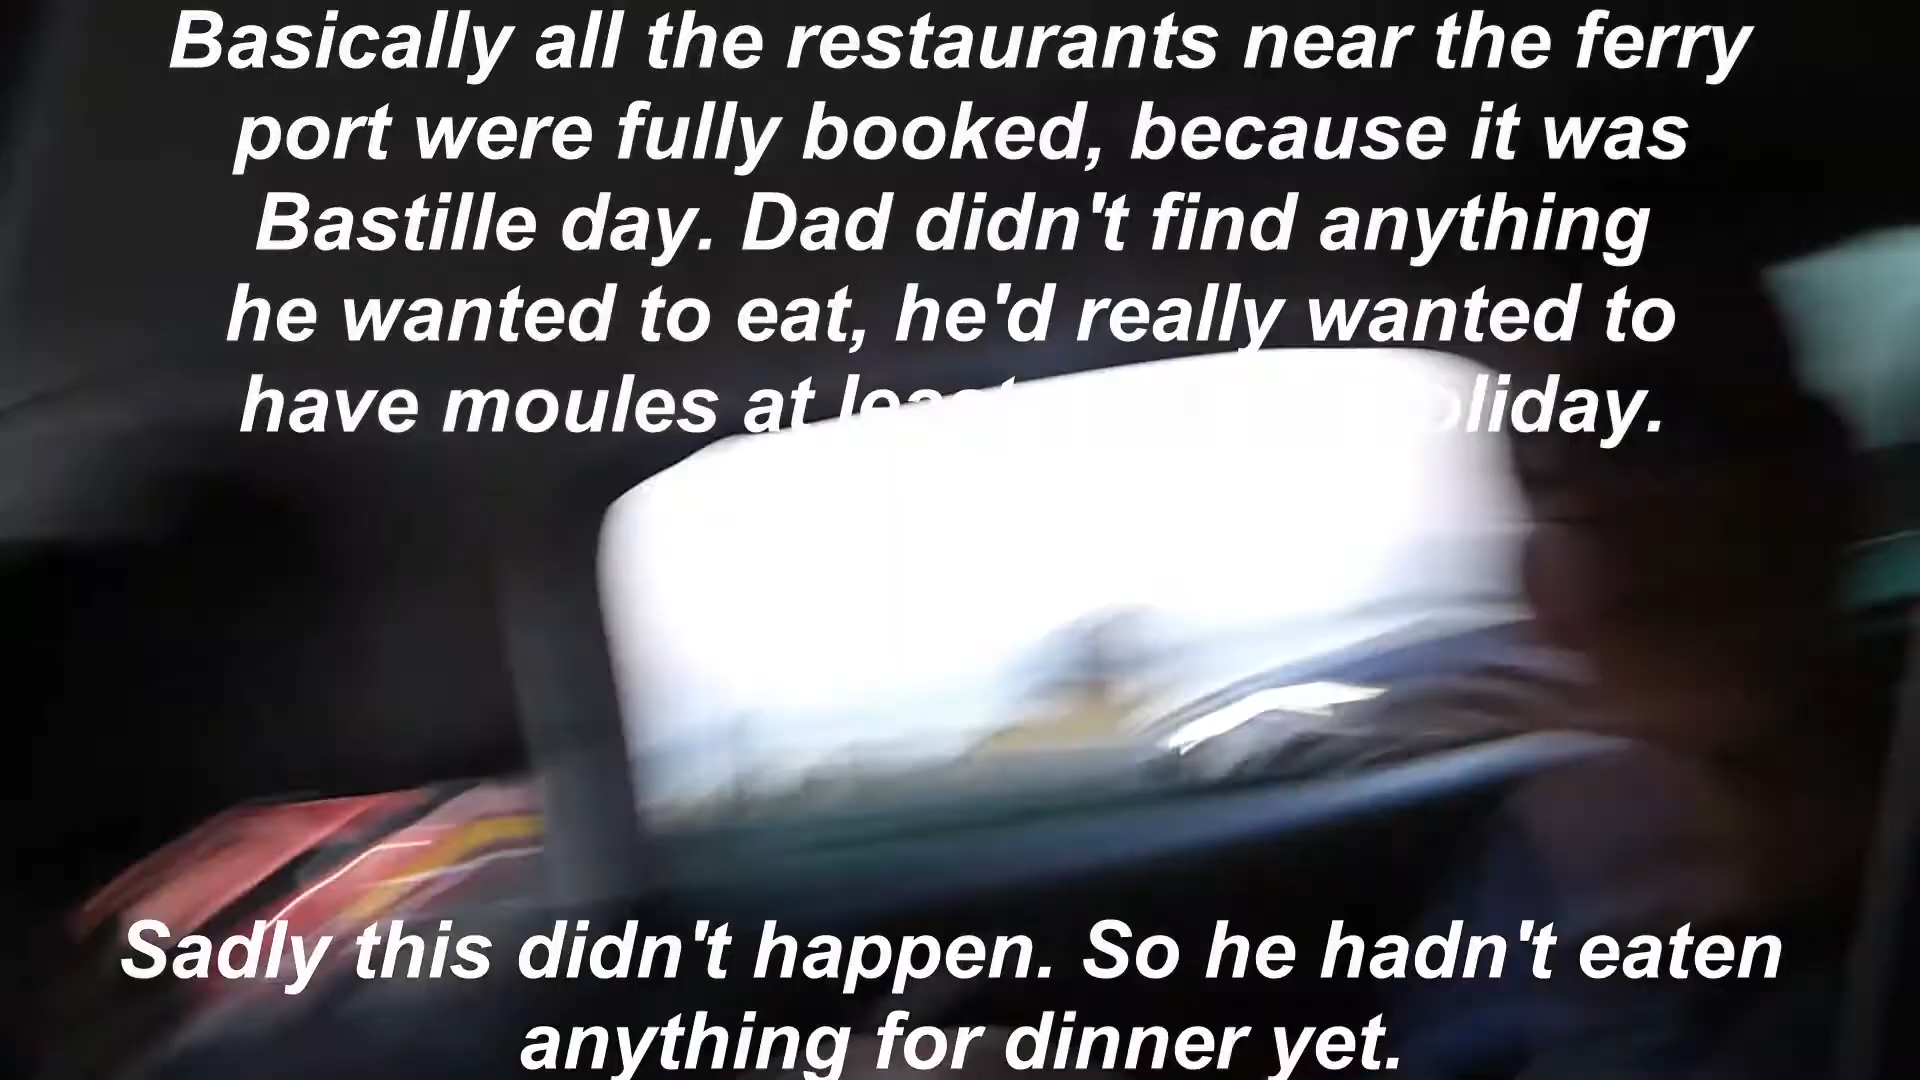 Basically all the restaurants near the ferry
port were fully booked, because it was
Bastille day. Dad didn't find anything
he wanted to eat, he'd really wanted to
have moules at least holiday.
Sadly this didn't happen. So he hadn't eaten
anything for dinner yet.